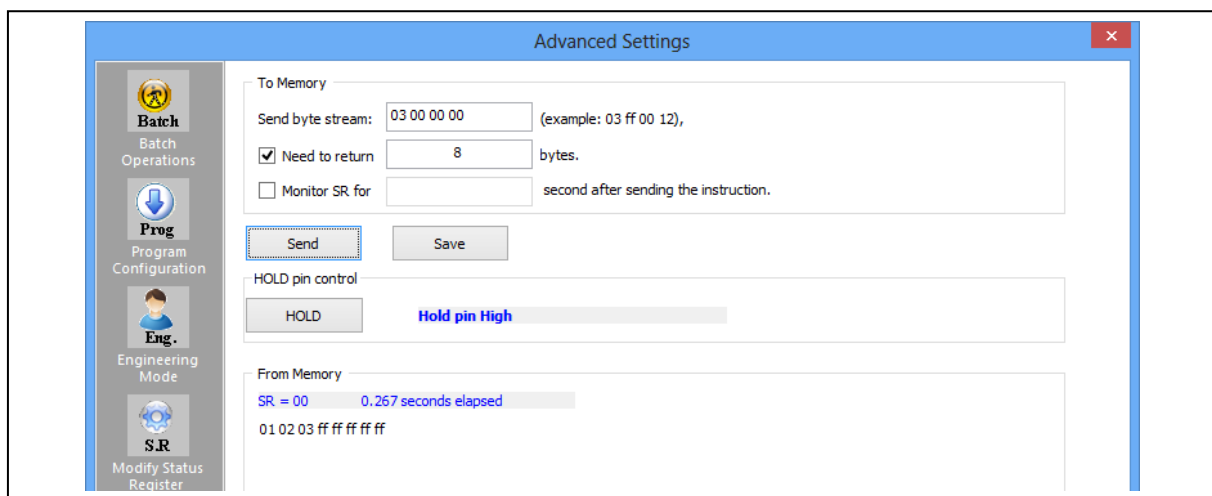 Advanced Settings
Batch
Batch
Operations
Prog
Program
Configuration
Eng.
Engineering
Mode
S.R
Modify Status
Register
To Memory
Send byte stream: 03 00 00 00 (example: 03 ff 00 12),
Need to return 8 bytes.
Monitor SR for second after sending the instruction.
Send Save
HOLD pin control
HOLD Hold pin High
From Memory
SR = 00 0.267 seconds elapsed
01 02 03 ff ff ff ff ff